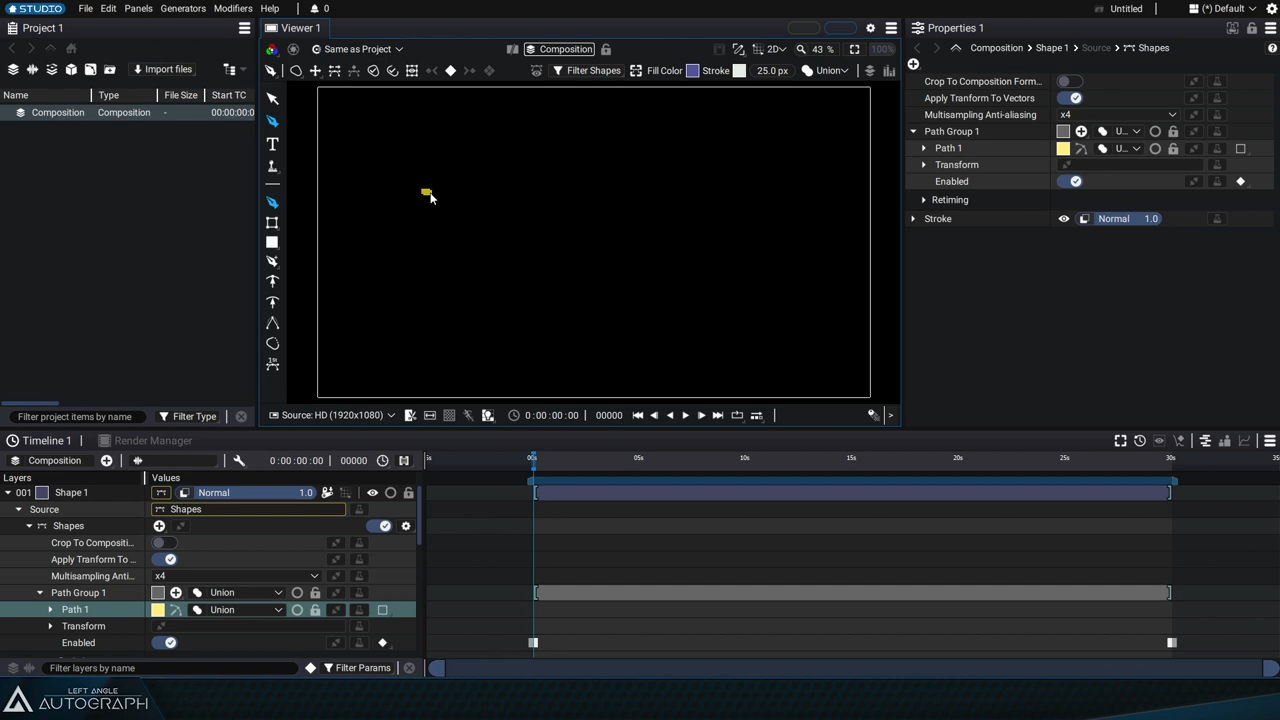 STUDIO File Edit Panels Generators Modifiers Help 0 Untitled (*) Default
Project 1
Import files
Name Type File Size Start TC
Composition Composition - 00:00:00:0
Filter project items by name Filter Type
Viewer 1
Same as Project Composition 2D 43 % 100%
Filter Shapes Fill Color Stroke 25.0 px Union
T
1st
Source: HD (1920x1080) 0:00:00:00 00000 >
Properties 1
Composition Shape 1 Source Shapes
Crop To Composition Form...
Apply Tranform To Vectors
Multisampling Anti-aliasing x4
Path Group 1 U...
Path 1 U...
Transform
Enabled
Retiming
Stroke Normal 1.0
Timeline 1 Render Manager
Composition 0:00:00:00 00000
Layers Values
001 Shape 1 Normal 1.0
Source Shapes
Shapes
Crop To Compositi...
Apply Tranform To ...
Multisampling Anti... x4
Path Group 1 Union
Path 1 Union
Transform
Enabled
Filter layers by name Filter Params
00s 05s 10s 15s 20s 25s 30s 35s
LEFT ANGLE
AUTOGRAPH